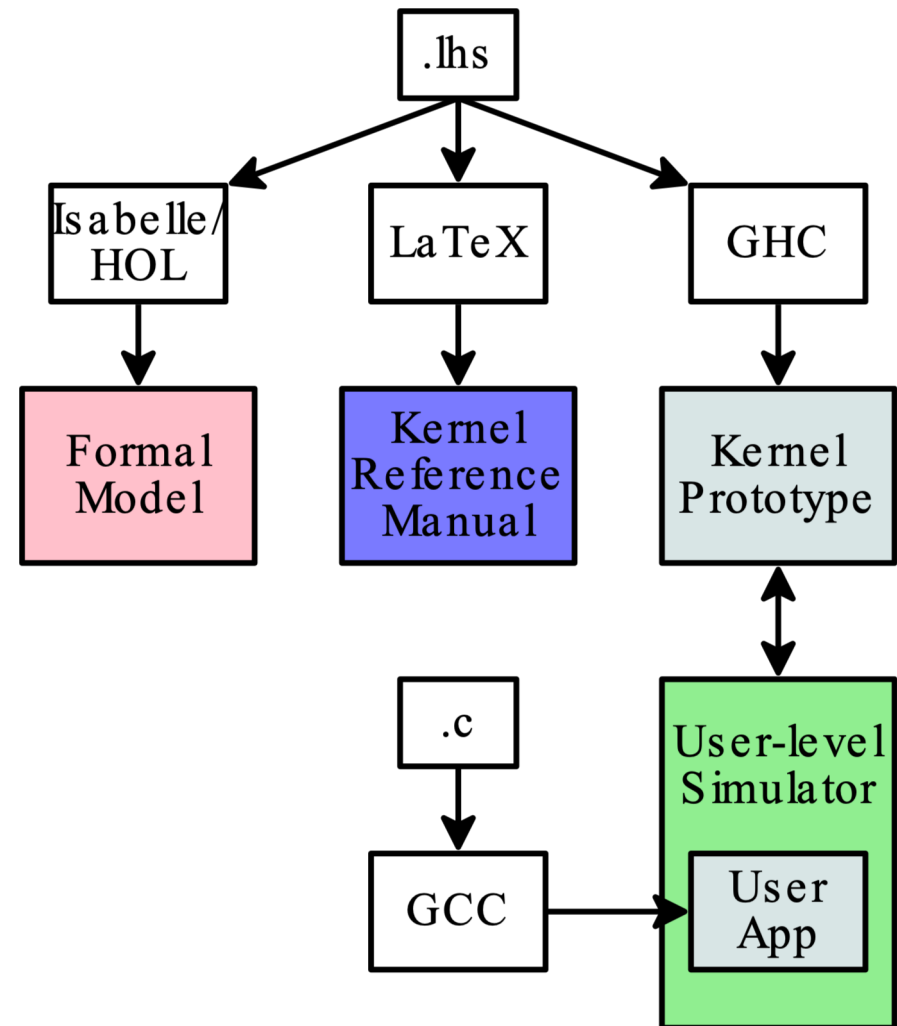 .lhs
Isabelle/
HOL
LaTeX
GHC
Formal
Model
Kernel
Reference
Manual
Kernel
Prototype
.c
User-level
Simulator
GCC
User
App